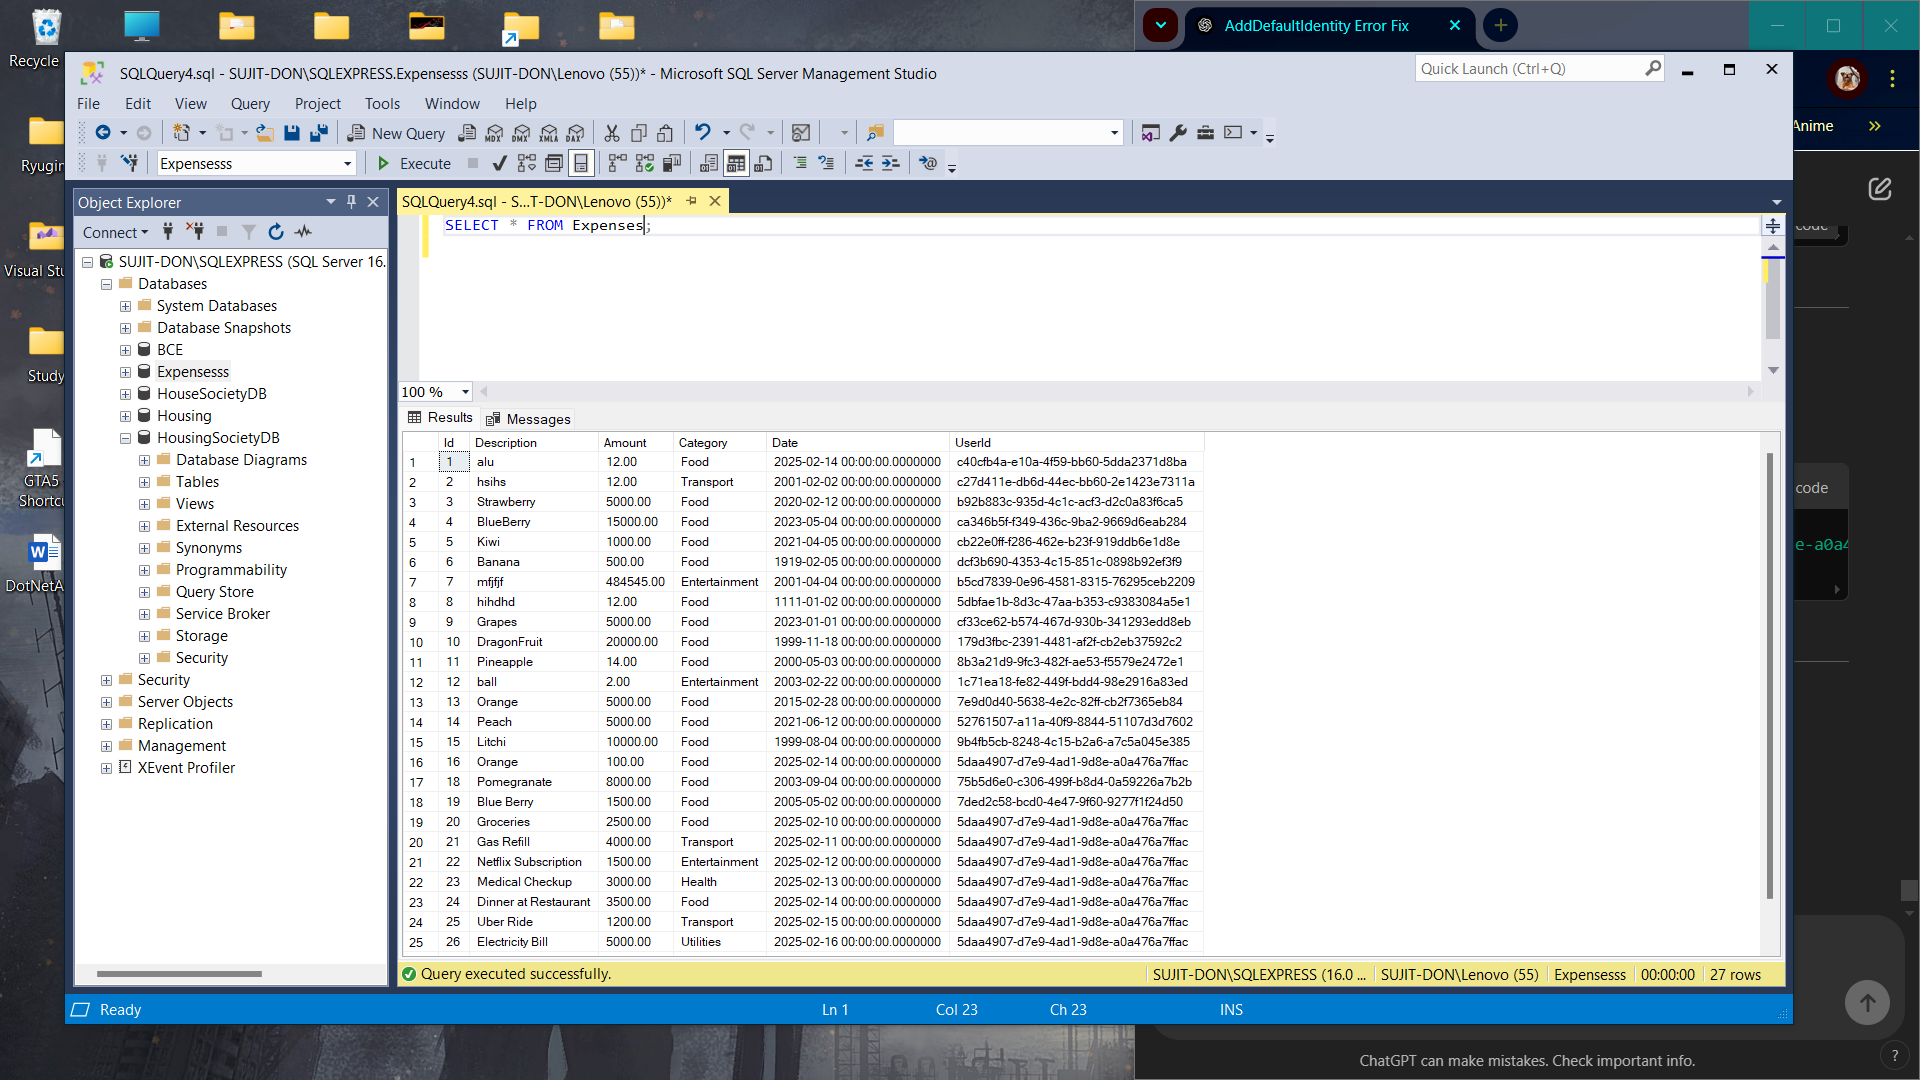 AddDefaultIdentity Error Fix
Recycle
SQLQuery4.sql - SUJIT-DON\SQLEXPRESS.Expensesss (SUJIT-DON\Lenovo (55))* - Microsoft SQL Server Management Studio
Quick Launch (Ctrl+Q)
File Edit View Query Project Tools Window Help
New Query MDX DMX XMLA DAX
Anime
Ryugin
Expensesss Execute
Object Explorer
SQLQuery4.sql - S...T-DON\Lenovo (55))*
Connect
SELECT * FROM Expenses;
code
Visual Stu
SUJIT-DON\SQLEXPRESS (SQL Server 16.
Databases
System Databases
Database Snapshots
BCE
Expensesss
Study
HouseSocietyDB
Housing
HousingSocietyDB
Database Diagrams
Tables
Views
External Resources
Synonyms
Programmability
Query Store
Service Broker
Storage
Security
Security
Server Objects
Replication
Management
XEvent Profiler
GTA5
Shortcu
DotNetA
100 %
Results Messages
Id Description Amount Category Date UserId
1 1 alu 12.00 Food 2025-02-14 00:00:00.0000000 c40cfb4a-e10a-4f59-bb60-5dda2371d8ba
2 2 hsihs 12.00 Transport 2001-02-02 00:00:00.0000000 c27d411e-db6d-44ec-bb60-2e1423e7311a
3 3 Strawberry 5000.00 Food 2020-02-12 00:00:00.0000000 b92b883c-935d-4c1c-acf3-d2c0a83f6ca5
4 4 BlueBerry 15000.00 Food 2023-05-04 00:00:00.0000000 ca346b5f-f349-436c-9ba2-9669d6eab284
5 5 Kiwi 1000.00 Food 2021-04-05 00:00:00.0000000 cb22e0ff-f286-462e-b23f-919ddb6e1d8e
6 6 Banana 500.00 Food 1919-02-05 00:00:00.0000000 dcf3b690-4353-4c15-851c-0898b92ef3f9
7 7 mfjfjf 484545.00 Entertainment 2001-04-04 00:00:00.0000000 b5cd7839-0e96-4581-8315-76295ceb2209
8 8 hihdhd 12.00 Food 1111-01-02 00:00:00.0000000 5dbfae1b-8d3c-47aa-b353-c9383084a5e1
9 9 Grapes 5000.00 Food 2023-01-01 00:00:00.0000000 cf33ce62-b574-467d-930b-341293edd8eb
10 10 DragonFruit 20000.00 Food 1999-11-18 00:00:00.0000000 179d3fbc-2391-4481-af2f-cb2eb37592c2
11 11 Pineapple 14.00 Food 2000-05-03 00:00:00.0000000 8b3a21d9-9fc3-482f-ae53-f5579e2472e1
12 12 ball 2.00 Entertainment 2003-02-22 00:00:00.0000000 1c71ea18-fe82-449f-bdd4-98e2916a83ed
13 13 Orange 5000.00 Food 2015-02-28 00:00:00.0000000 7e9d0d40-5638-4e2c-82ff-cb2f7365eb84
14 14 Peach 5000.00 Food 2021-06-12 00:00:00.0000000 52761507-a11a-40f9-8844-51107d3d7602
15 15 Litchi 10000.00 Food 1999-08-04 00:00:00.0000000 9b4fb5cb-8248-4c15-b2a6-a7c5a045e385
16 16 Orange 100.00 Food 2025-02-14 00:00:00.0000000 5daa4907-d7e9-4ad1-9d8e-a0a476a7ffac
17 18 Pomegranate 8000.00 Food 2003-09-04 00:00:00.0000000 75b5d6e0-c306-499f-b8d4-0a59226a7b2b
18 19 Blue Berry 1500.00 Food 2005-05-02 00:00:00.0000000 7ded2c58-bcd0-4e47-9f60-9277f1f24d50
19 20 Groceries 2500.00 Food 2025-02-10 00:00:00.0000000 5daa4907-d7e9-4ad1-9d8e-a0a476a7ffac
20 21 Gas Refill 4000.00 Transport 2025-02-11 00:00:00.0000000 5daa4907-d7e9-4ad1-9d8e-a0a476a7ffac
21 22 Netflix Subscription 1500.00 Entertainment 2025-02-12 00:00:00.0000000 5daa4907-d7e9-4ad1-9d8e-a0a476a7ffac
22 23 Medical Checkup 3000.00 Health 2025-02-13 00:00:00.0000000 5daa4907-d7e9-4ad1-9d8e-a0a476a7ffac
23 24 Dinner at Restaurant 3500.00 Food 2025-02-14 00:00:00.0000000 5daa4907-d7e9-4ad1-9d8e-a0a476a7ffac
24 25 Uber Ride 1200.00 Transport 2025-02-15 00:00:00.0000000 5daa4907-d7e9-4ad1-9d8e-a0a476a7ffac
25 26 Electricity Bill 5000.00 Utilities 2025-02-16 00:00:00.0000000 5daa4907-d7e9-4ad1-9d8e-a0a476a7ffac
code
e-a0a4
Query executed successfully. SUJIT-DON\SQLEXPRESS (16.0 ... SUJIT-DON\Lenovo (55) Expensesss 00:00:00 27 rows
Ready Ln 1 Col 23 Ch 23 INS
ChatGPT can make mistakes. Check important info.
?